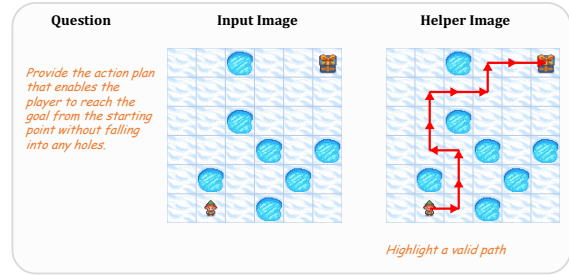 Question
Input Image
Helper Image
Provide the action plan
that enables the
player to reach the
goal from the starting
point without falling
into any holes.
Highlight a valid path